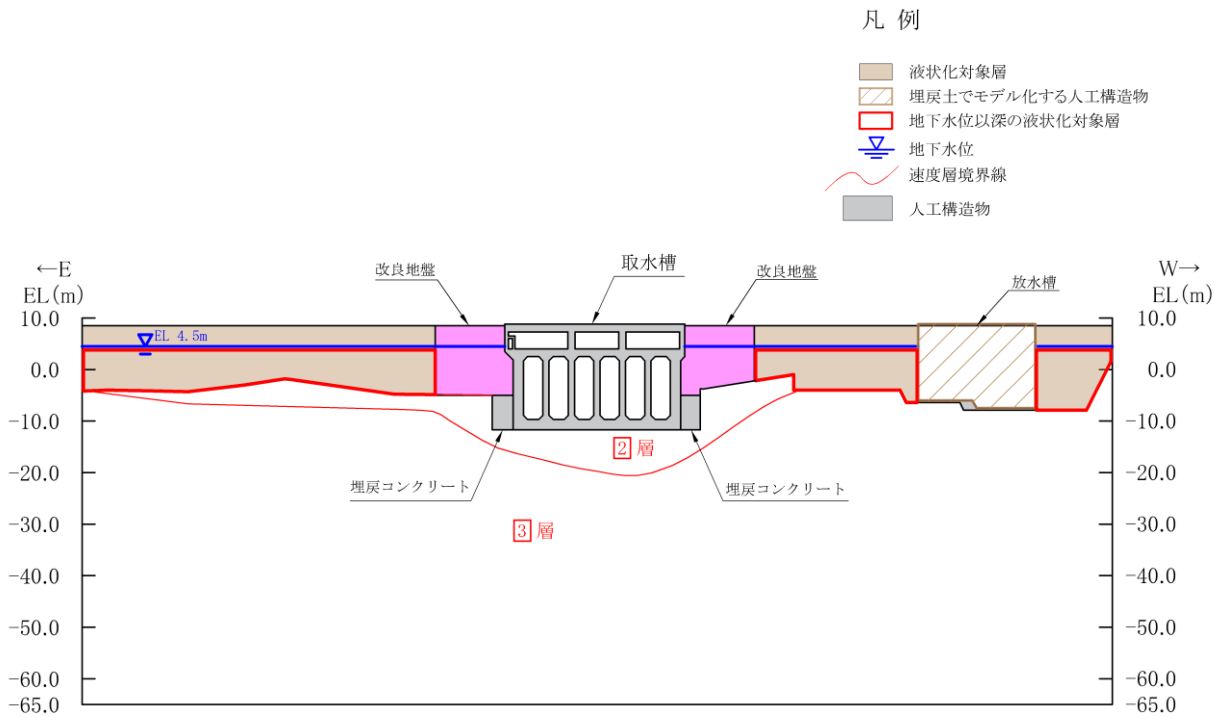 凡 例
液状化対象層
埋戻土でモデル化する人工構造物
地下水位以深の液状化対象層
地下水位
速度層境界線
人工構造物
←E
EL(m)
W→
EL(m)
改良地盤
取水槽
改良地盤
放水槽
10.0
0.0
-10.0
-20.0
-30.0
-40.0
-50.0
-60.0
-65.0
EL 4.5m
2 層
埋戻コンクリート
埋戻コンクリート
3 層
10.0
0.0
-10.0
-20.0
-30.0
-40.0
-50.0
-60.0
-65.0